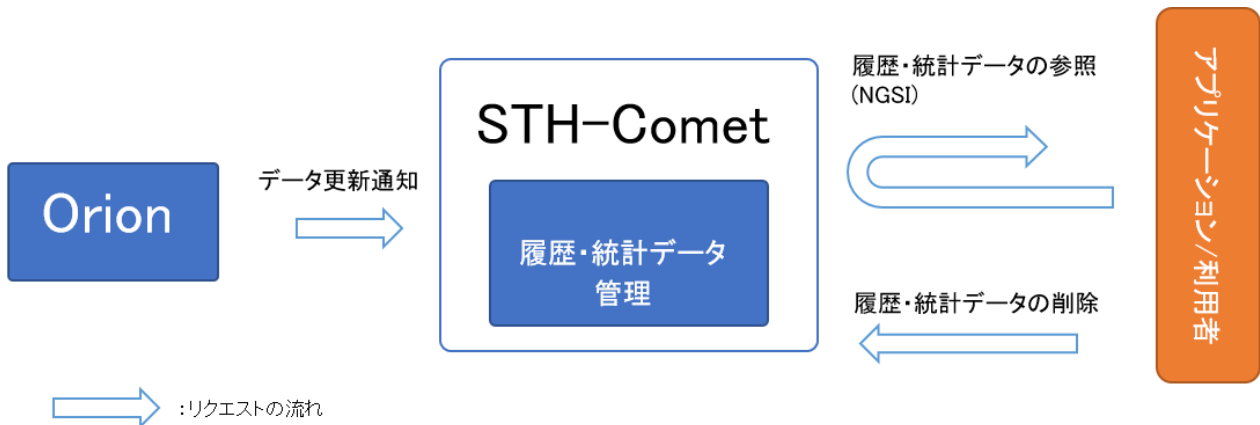 Orion
データ更新通知
STH-Comet
履歴・統計データ
管理
履歴・統計データの参照
(NGSI)
履歴・統計データの削除
アプリケーション/利用者
:リクエストの流れ